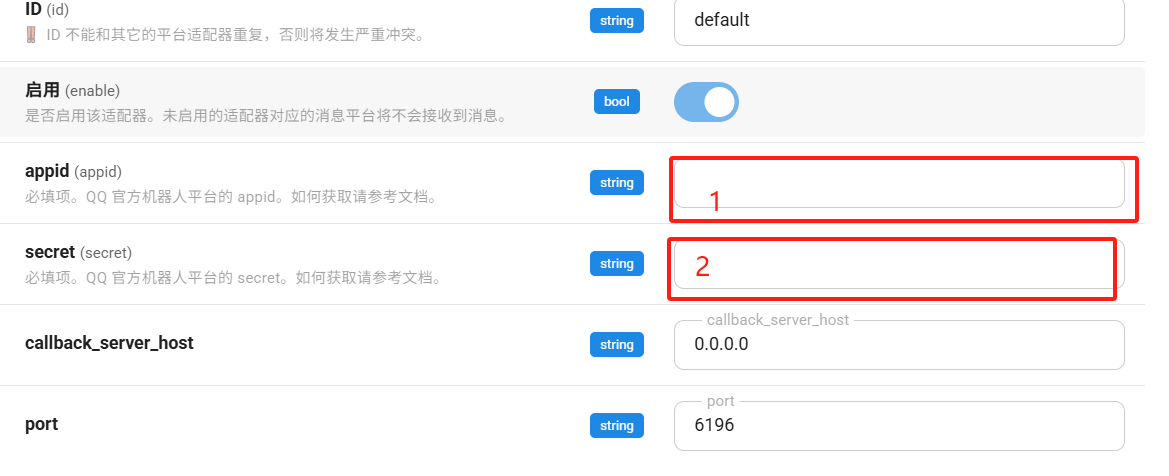 ID (id)
string
default
ID 不能和其它的平台适配器重复，否则将发生严重冲突。
启用 (enable)
bool
是否启用该适配器。未启用的适配器对应的消息平台将不会接收到消息。
appid (appid)
string
必填项。QQ 官方机器人平台的 appid。如何获取请参考文档。
1
secret (secret)
string
2
必填项。QQ 官方机器人平台的 secret。如何获取请参考文档。
callback_server_host
callback_server_host
string
0.0.0.0
port
port
string
6196